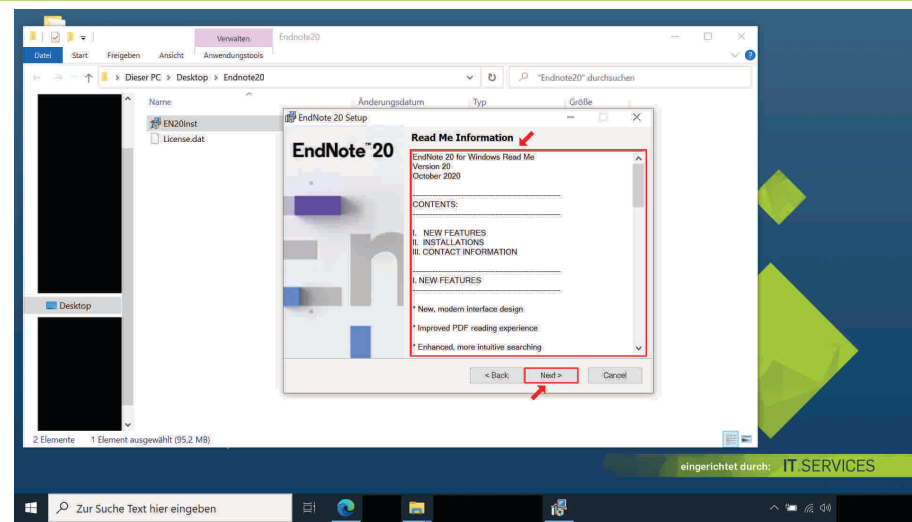 Verwalten
Endnote20
Datei Start Freigeben Ansicht Anwendungstools
Dieser PC > Desktop > Endnote20
"Endnote20" durchsuchen
Name Änderungsdatum Typ Größe
EN20Inst
License.dat
Desktop
EndNote 20 Setup
EndNote™ 20
Read Me Information
EndNote 20 for Windows Read Me
Version 20
October 2020
CONTENTS:
I. NEW FEATURES
II. INSTALLATIONS
III. CONTACT INFORMATION
I. NEW FEATURES
* New, modern interface design
* Improved PDF reading experience
* Enhanced, more intuitive searching
< Back Next > Cancel
2 Elemente 1 Element ausgewählt (95,2 MB)
eingerichtet durch: IT.SERVICES
Zur Suche Text hier eingeben